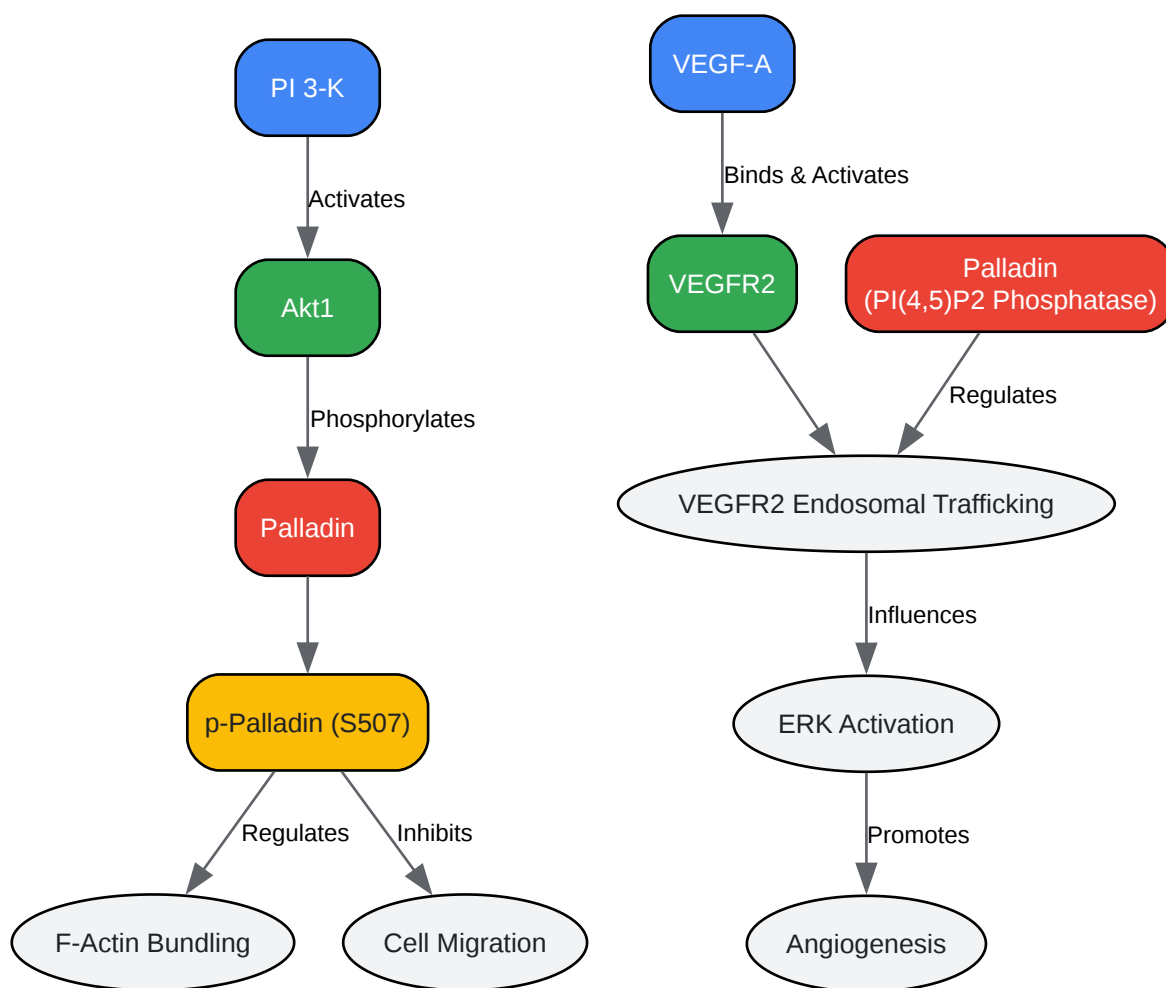 PI 3-K
Activates
Akt1
Phosphorylates
Palladin
p-Palladin (S507)
Regulates
Inhibits
F-Actin Bundling
Cell Migration
VEGF-A
Binds & Activates
VEGFR2
Palladin
(PI(4,5)P2 Phosphatase)
Regulates
VEGFR2 Endosomal Trafficking
Influences
ERK Activation
Promotes
Angiogenesis